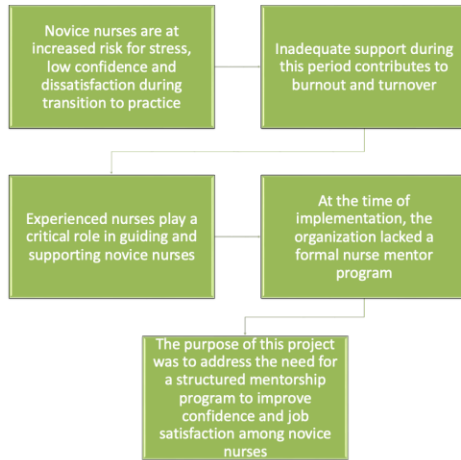 Novice nurses are at
increased risk for stress,
low confidence and
dissatisfaction during
transition to practice
Inadequate support during
this period contributes to
burnout and turnover
Experienced nurses play a
critical role in guiding and
supporting novice nurses
At the time of
implementation, the
organization lacked a
formal nurse mentor
program
The purpose of this project
was to address the need for
a structured mentorship
program to improve
confidence and job
satisfaction among novice
nurses